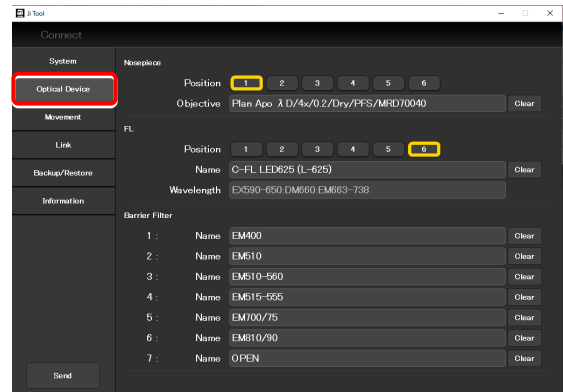 Ji Tool
Connect
System
Optical Device
Movement
Link
Backup/Restore
Information
Send
Nosepiece
Position 1 2 3 4 5 6
Objective Plan Apo λ D/4x/0.2/Dry/PFS/MRD70040 Clear
FL
Position 1 2 3 4 5 6
Name C-FL LED625 (L-625) Clear
Wavelength EX590-650:DM660:EM663-738
Barrier Filter
1 : Name EM400 Clear
2 : Name EM510 Clear
3 : Name EM510-560 Clear
4 : Name EM515-555 Clear
5 : Name EM700/75 Clear
6 : Name EM810/90 Clear
7 : Name OPEN Clear